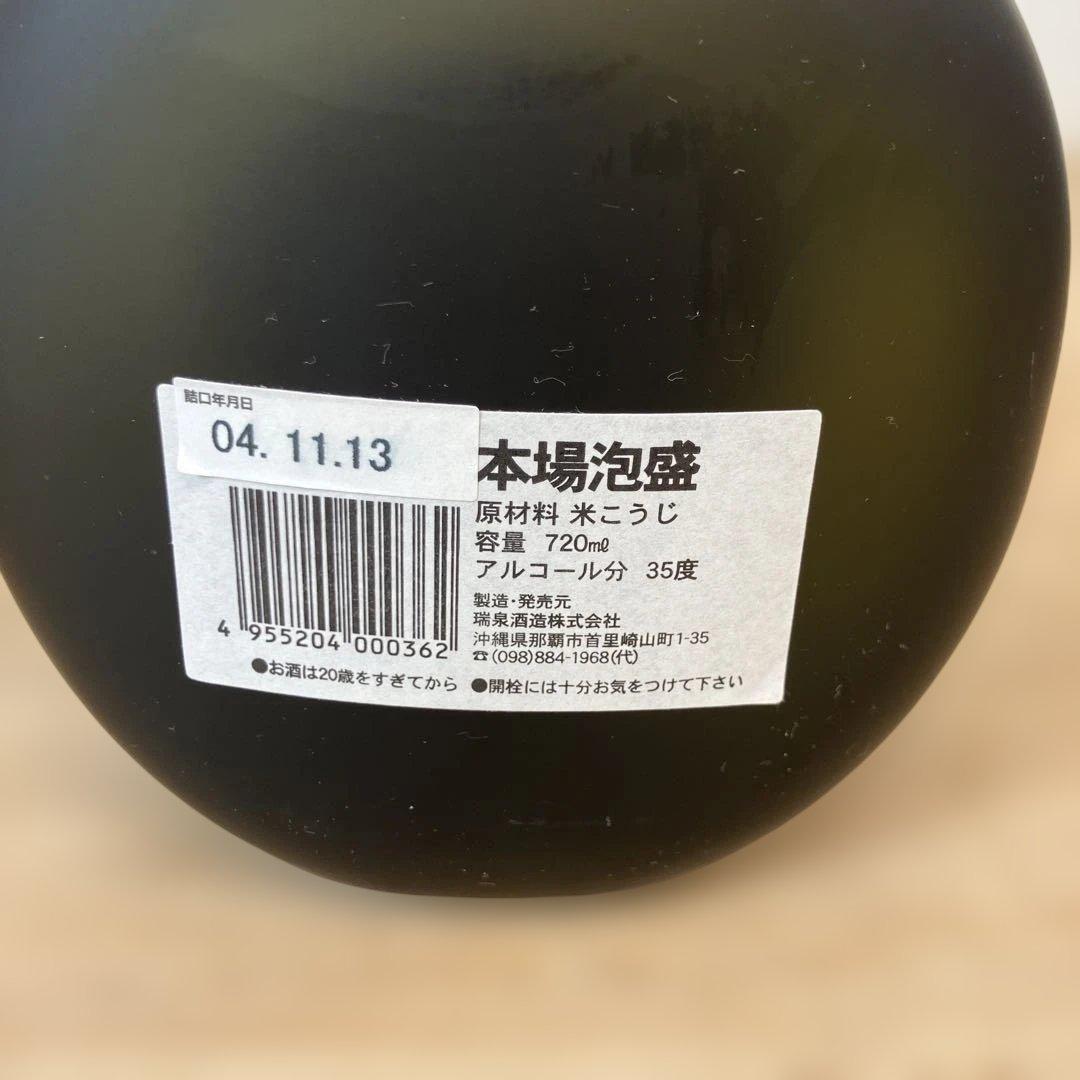 詰口年月日
04.11.13
本場泡盛
原材料 米こうじ
容量 720㎖
アルコール分 35度
製造・発売元
瑞泉酒造株式会社
沖縄県那覇市首里崎山町1-35
☎(098)884-1968(代)
4 955204 000362
●お酒は20歳をすぎてから ●開栓には十分お気をつけて下さい